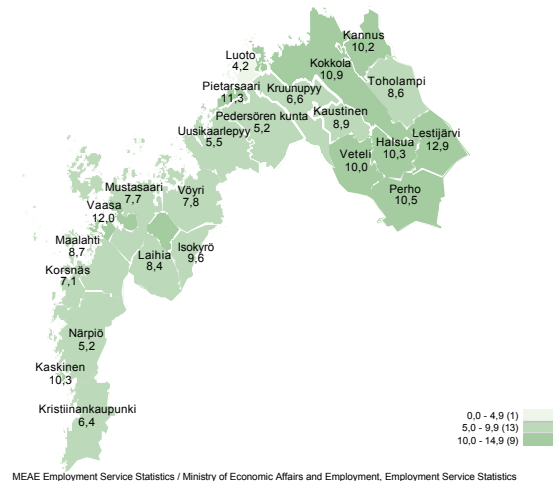 Kannus
10,2
Luoto
4,2
Kokkola
10,9
Toholampi
8,6
Pietarsaari
11,3
Kruunupyy
6,6
Kaustinen
8,9
Pedersören kunta
5,2
Uusikaarlepyy
5,5
Lestijärvi
12,9
Halsua
10,3
Veteli
10,0
Perho
10,5
Mustasaari
7,7
Vöyri
7,8
Vaasa
12,0
Maalahti
8,7
Isokyrö
9,6
Laihia
8,4
Korsnäs
7,1
Närpiö
5,2
Kaskinen
10,3
Kristiinankaupunki
6,4
0,0 - 4,9 (1)
5,0 - 9,9 (13)
10,0 - 14,9 (9)
MEAE Employment Service Statistics / Ministry of Economic Affairs and Employment, Employment Service Statistics